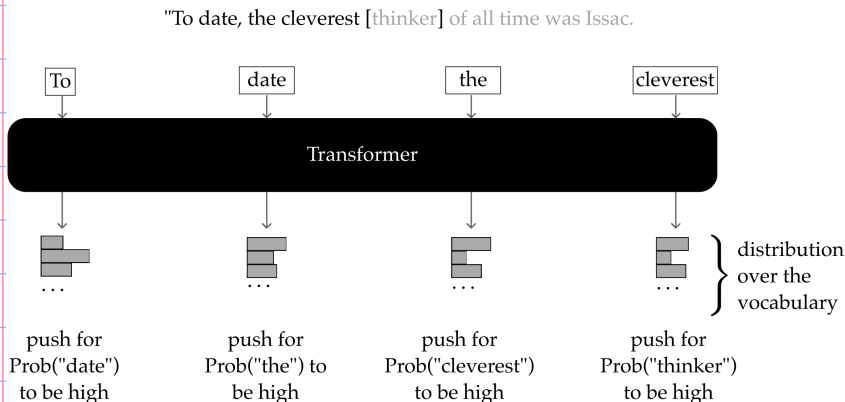 "To date, the cleverest [thinker] of all time was Issac.
To date the cleverest
Transformer
... ... ... ...
distribution
over the
vocabulary
push for push for push for push for
Prob("date") Prob("the") to Prob("cleverest") Prob("thinker")
to be high be high to be high to be high